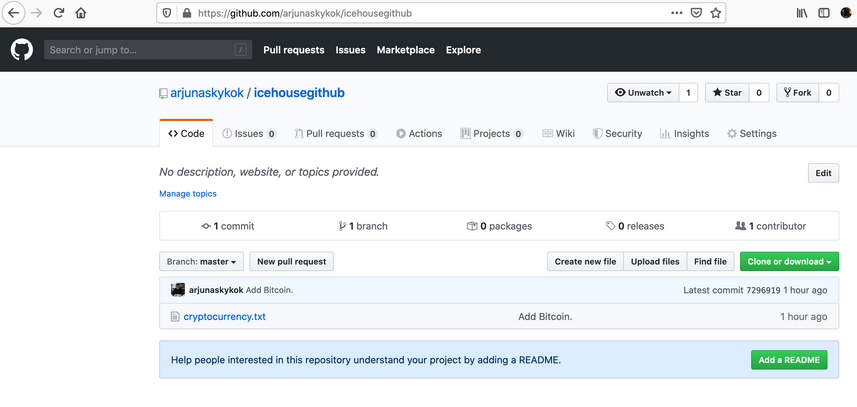 https://github.com/arjunaskykok/icehousegithub
Search or jump to... / Pull requests Issues Marketplace Explore
arjunaskykok / icehousegithub Unwatch 1 Star 0 Fork 0
Code Issues 0 Pull requests 0 Actions Projects 0 Wiki Security Insights Settings
No description, website, or topics provided. Edit
Manage topics
1 commit 1 branch 0 packages 0 releases 1 contributor
Branch: master New pull request Create new file Upload files Find file Clone or download
arjunaskykok Add Bitcoin. Latest commit 7296919 1 hour ago
cryptocurrency.txt Add Bitcoin. 1 hour ago
Help people interested in this repository understand your project by adding a README. Add a README